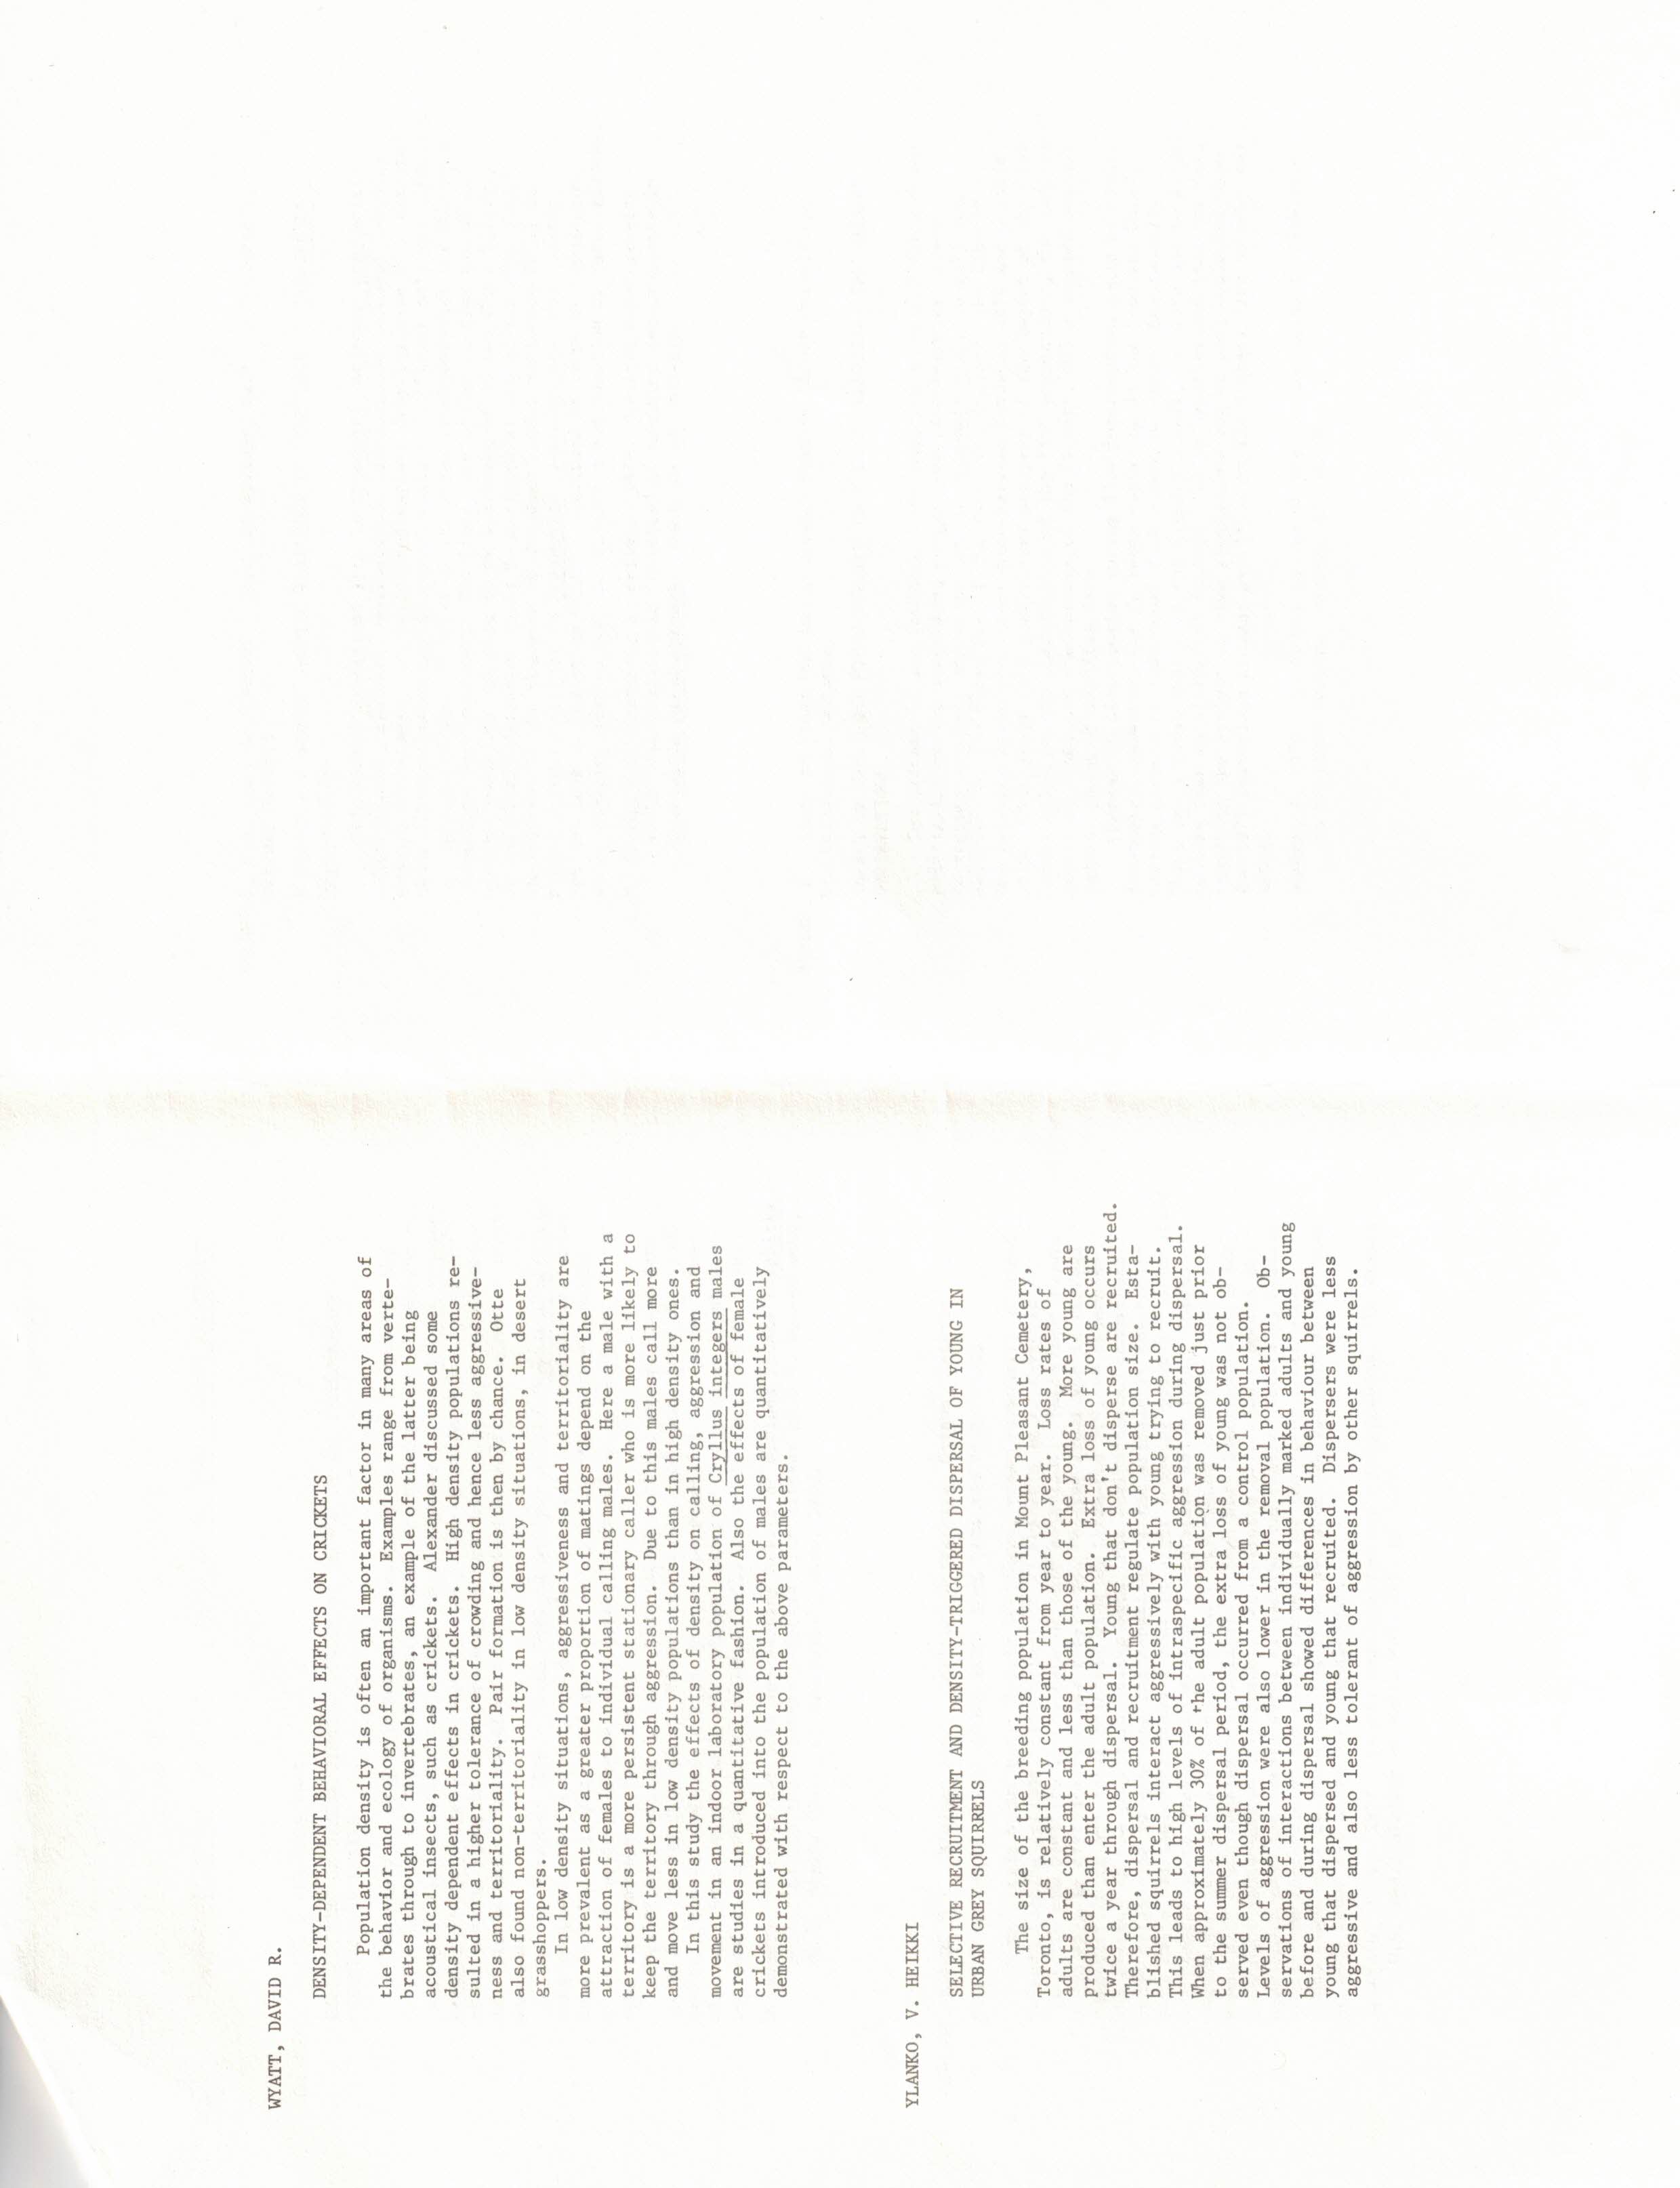 WYATT, DAVID R.
DENSITY-DEPENDENT BEHAVIORAL EFFECTS ON CRICKETS
Population density is often an important factor in many areas of
the behavior and ecology of organisms. Examples range from verte-
brates through to invertebrates, an example of the latter being
acoustical insects, such as crickets. Alexander discussed some
density dependent effects in crickets. High density populations re-
sulted in a higher tolerance of crowding and hence less aggressive-
ness and territoriality. Pair formation is then by chance. Otte
also found non-territoriality in low density situations, in desert
grasshoppers.
In low density situations, aggressiveness and territoriality are
more prevalent as a greater proportion of matings depend on the
attraction of females to individual calling males. Here a male with a
territory is a more persistent stationary caller who is more likely to
keep the territory through aggression. Due to this males call more
and move less in low density populations than in high density ones.
In this study the effects of density on calling, aggression and
movement in an indoor laboratory population of Cryllus integers males
are studies in a quantitative fashion. Also the effects of female
crickets introduced into the population of males are quantitatively
demonstrated with respect to the above parameters.
YLANKO, V. HEIKKI
SELECTIVE RECRUITMENT AND DENSITY-TRIGGERED DISPERSAL OF YOUNG IN
URBAN GREY SQUIRRELS
The size of the breeding population in Mount Pleasant Cemetery,
Toronto, is relatively constant from year to year. Loss rates of
adults are constant and less than those of the young. More young are
produced than enter the adult population. Extra loss of young occurs
twice a year through dispersal. Young that don't disperse are recruited.
Therefore, dispersal and recruitment regulate population size. Esta-
blished squirrels interact aggressively with young trying to recruit.
This leads to high levels of intraspecific aggression during dispersal.
When approximately 30% of the adult population was removed just prior
to the summer dispersal period, the extra loss of young was not ob-
served even though dispersal occurred from a control population.
Levels of aggression were also lower in the removal population. Ob-
servations of interactions between individually marked adults and young
before and during dispersal showed differences in behaviour between
young that dispersed and young that recruited. Dispersers were less
aggressive and also less tolerant of aggression by other squirrels.